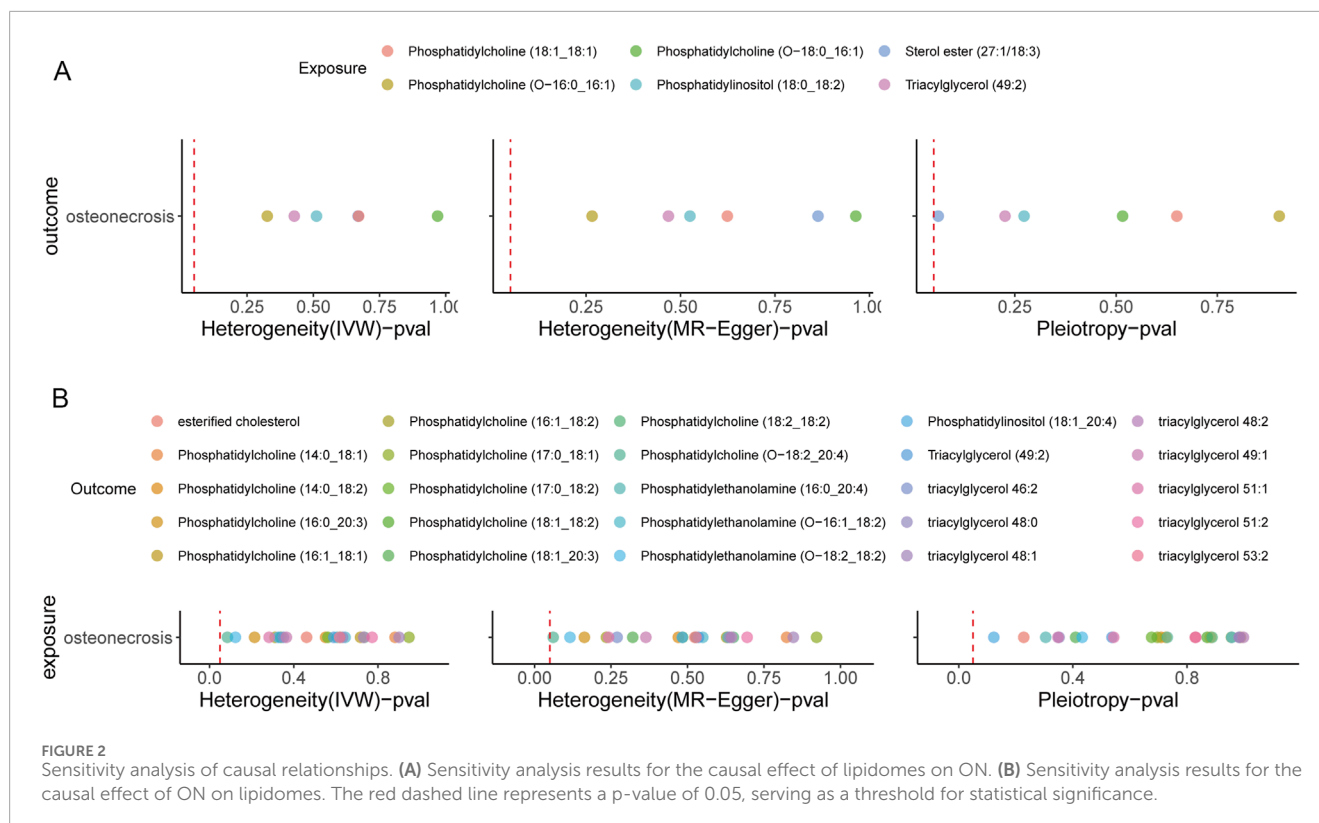 A
Exposure
Phosphatidylcholine (18:1_18:1) Phosphatidylcholine (O−18:0_16:1) Sterol ester (27:1/18:3)
Phosphatidylcholine (O−16:0_16:1) Phosphatidylinositol (18:0_18:2) Triacylglycerol (49:2)
outcome
osteonecrosis
0.25 0.50 0.75 1.00
Heterogeneity(IVW)−pval
0.25 0.50 0.75 1.00
Heterogeneity(MR−Egger)−pval
0.25 0.50 0.75
Pleiotropy−pval
B
Outcome
esterified cholesterol Phosphatidylcholine (16:1_18:2) Phosphatidylcholine (18:2_18:2) Phosphatidylinositol (18:1_20:4) triacylglycerol 48:2
Phosphatidylcholine (14:0_18:1) Phosphatidylcholine (17:0_18:1) Phosphatidylcholine (O−18:2_20:4) Triacylglycerol (49:2) triacylglycerol 49:1
Phosphatidylcholine (14:0_18:2) Phosphatidylcholine (17:0_18:2) Phosphatidylethanolamine (16:0_20:4) triacylglycerol 46:2 triacylglycerol 51:1
Phosphatidylcholine (16:0_20:3) Phosphatidylcholine (18:1_18:2) Phosphatidylethanolamine (O−16:1_18:2) triacylglycerol 48:0 triacylglycerol 51:2
Phosphatidylcholine (16:1_18:1) Phosphatidylcholine (18:1_20:3) Phosphatidylethanolamine (O−18:2_18:2) triacylglycerol 48:1 triacylglycerol 53:2
exposure
osteonecrosis
0.0 0.4 0.8
Heterogeneity(IVW)−pval
0.00 0.25 0.50 0.75 1.00
Heterogeneity(MR−Egger)−pval
0.0 0.4 0.8
Pleiotropy−pval
FIGURE 2
Sensitivity analysis of causal relationships. (A) Sensitivity analysis results for the causal effect of lipidomes on ON. (B) Sensitivity analysis results for the
causal effect of ON on lipidomes. The red dashed line represents a p-value of 0.05, serving as a threshold for statistical significance.